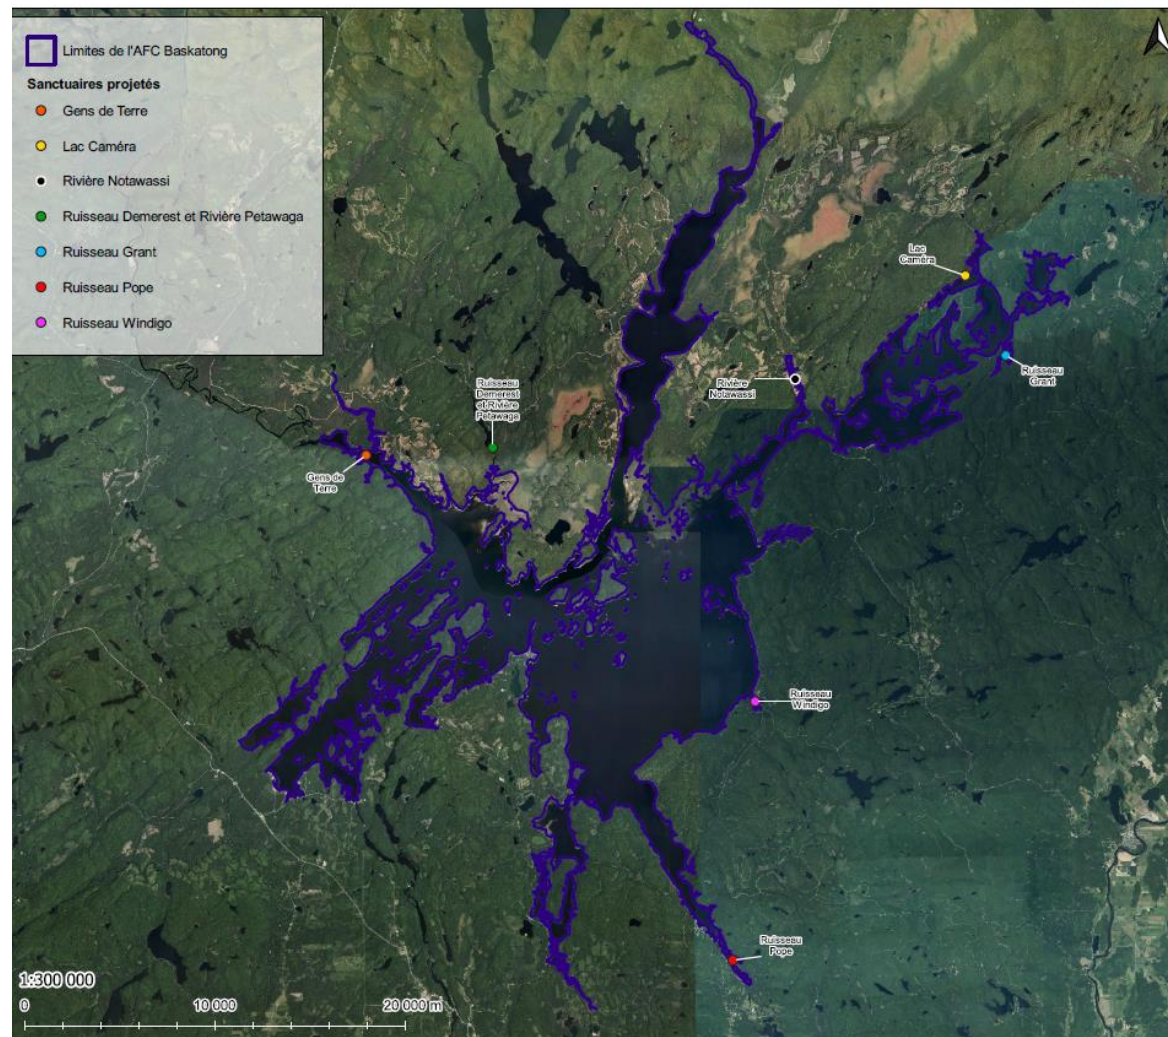 Limites de l'AFC Baskatong
Sanctuaires projetés
Gens de Terre
Lac Caméra
Rivière Notawassi
Ruisseau Demerest et Rivière Petawaga
Ruisseau Grant
Ruisseau Pope
Ruisseau Windigo
Lac
Caméra
Ruisseau
Grant
Rivière
Notawassi
Ruisseau
Demerest
et Rivière
Petawaga
Gens de
Terre
Ruisseau
Windigo
Ruisseau
Pope
1:300 000
0 10 000 20 000 m